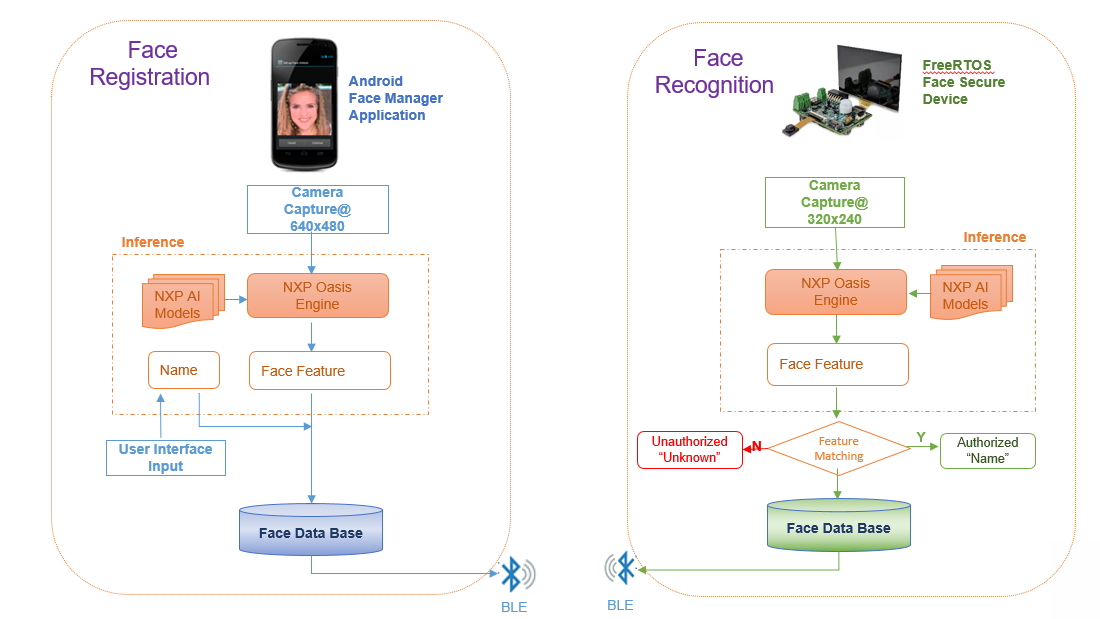 Face
Registration
Android
Face Manager
Application
Camera
Capture@
640x480
Inference
NXP AI
Models
NXP Oasis
Engine
Name
Face Feature
User Interface
Input
Face Data Base
BLE
Face
Recognition
FreeRTOS
Face Secure
Device
Camera
Capture@
320x240
Inference
NXP Oasis
Engine
NXP AI
Models
Face Feature
Unauthorized
“Unknown”
N
Feature
Matching
Y
Authorized
“Name”
Face Data Base
BLE